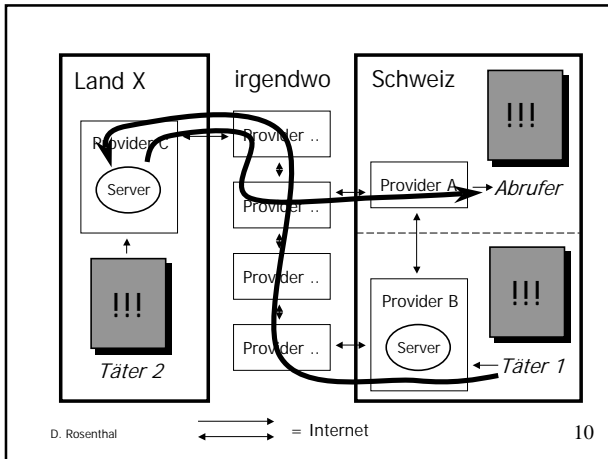 Land X
irgendwo
Schweiz
!!!
Provider C
Provider ..
Server
Provider A
Abrufer
Provider ..
!!!
Provider ..
!!!
Provider B
Provider ..
Server
Täter 2
Täter 1
D. Rosenthal
= Internet
10